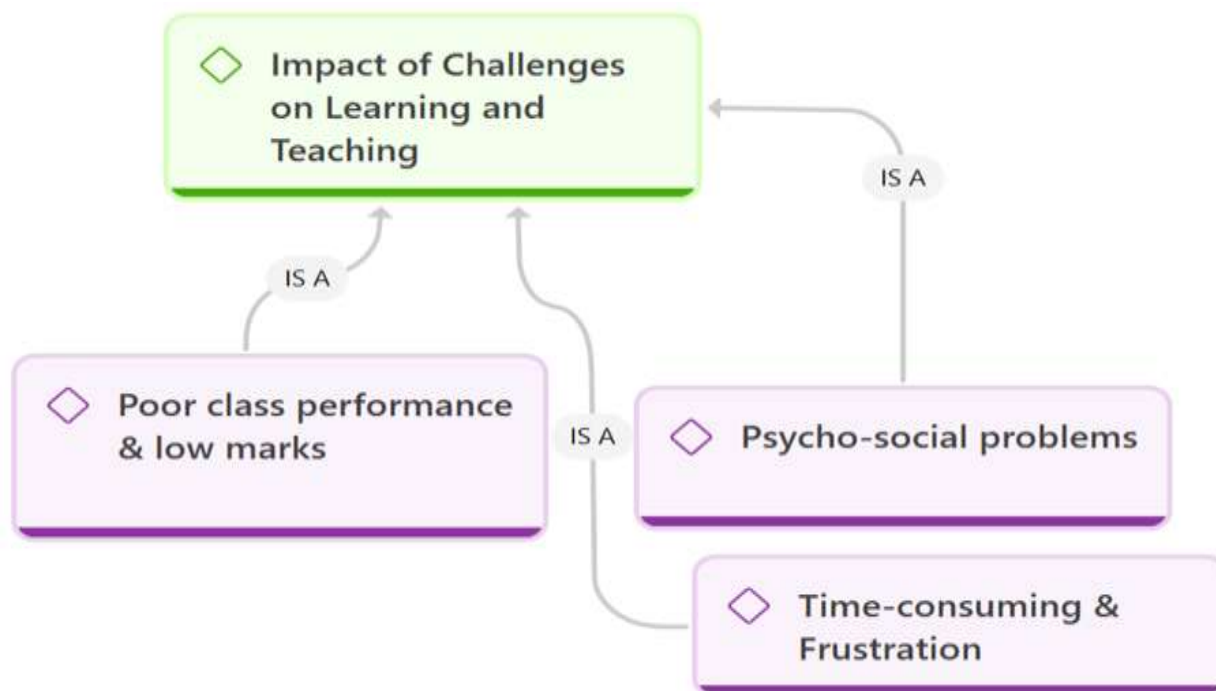 Impact of Challenges
on Learning and
Teaching
IS A
IS A
Poor class performance
& low marks
IS A
Psycho-social problems
Time-consuming &
Frustration